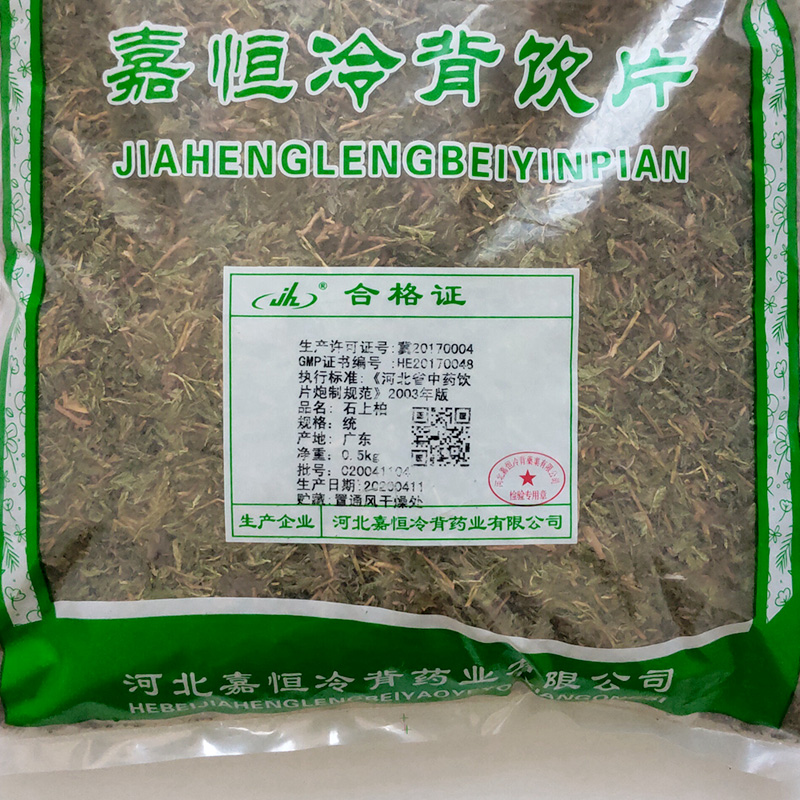 嘉恒冷背饮片
JIAHENGLENGBEIYINPIAN
合格证
生产许可证号:冀20170004
GMP证书编号:HE20170048
执行标准:《河北省中药饮
片炮制规范》2003年版
品名:石上柏
规格:统
产地:广东
净重:0.5kg
批号:020041104
生产日期:20200411
贮藏:置通风干燥处
生产企业 河北嘉恒冷背药业有限公司
检验专用章
河北嘉恒冷背药业有限公司